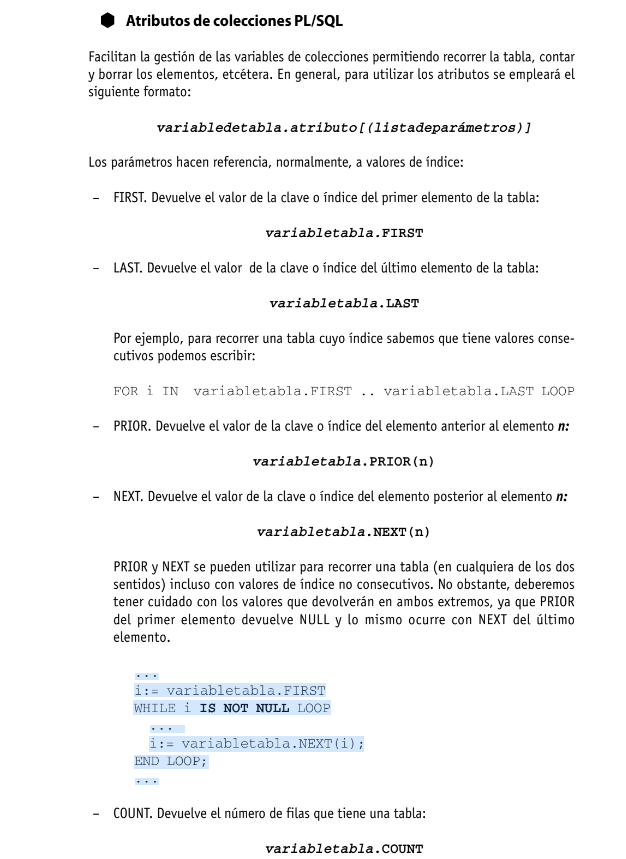 Atributos de colecciones PL/SQL
Facilitan la gestión de las variables de colecciones permitiendo recorrer la tabla, contar
y borrar los elementos, etcétera. En general, para utilizar los atributos se empleará el
siguiente formato:
variabledetabla.atributo[(listadeparámetros)]
Los parámetros hacen referencia, normalmente, a valores de índice:
– FIRST. Devuelve el valor de la clave o índice del primer elemento de la tabla:
variabletabla.FIRST
– LAST. Devuelve el valor de la clave o índice del último elemento de la tabla:
variabletabla.LAST
Por ejemplo, para recorrer una tabla cuyo índice sabemos que tiene valores conse-
cutivos podemos escribir:
FOR i IN variabletabla.FIRST .. variabletabla.LAST LOOP
– PRIOR. Devuelve el valor de la clave o índice del elemento anterior al elemento n:
variabletabla.PRIOR(n)
– NEXT. Devuelve el valor de la clave o índice del elemento posterior al elemento n:
variabletabla.NEXT(n)
PRIOR y NEXT se pueden utilizar para recorrer una tabla (en cualquiera de los dos
sentidos) incluso con valores de índice no consecutivos. No obstante, deberemos
tener cuidado con los valores que devolverán en ambos extremos, ya que PRIOR
del primer elemento devuelve NULL y lo mismo ocurre con NEXT del último
elemento.
...
i:= variabletabla.FIRST
WHILE i IS NOT NULL LOOP
...
i:= variabletabla.NEXT(i);
END LOOP;
...
– COUNT. Devuelve el número de filas que tiene una tabla:
variabletabla.COUNT